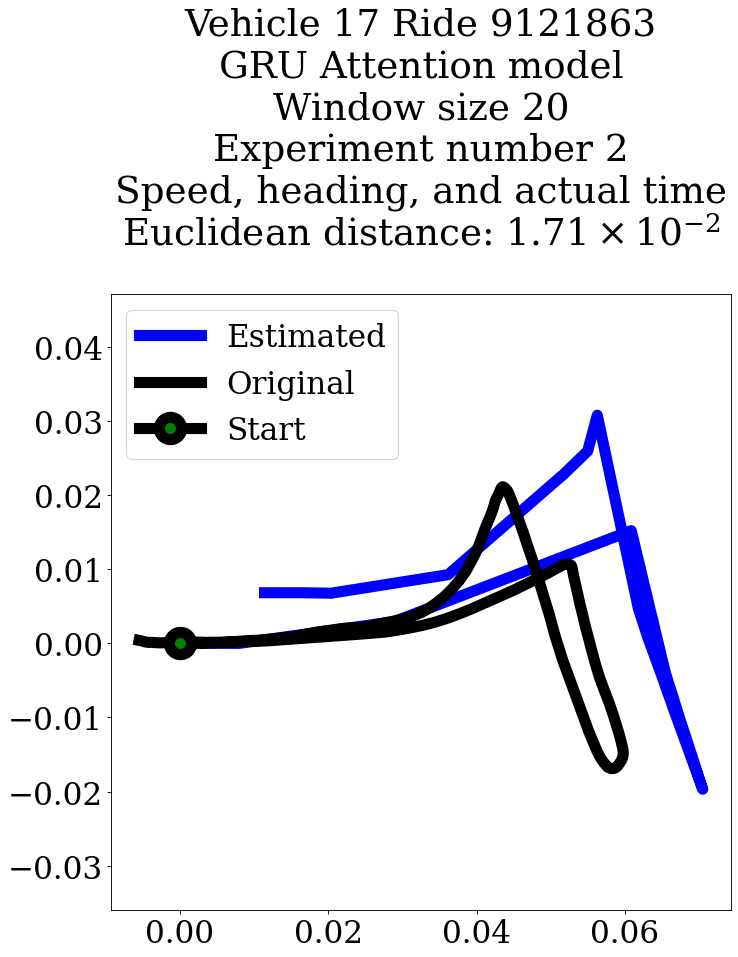 Vehicle 17 Ride 9121863
GRU Attention model
Window size 20
Experiment number 2
Speed, heading, and actual time
Euclidean distance: 1.71 × 10⁻²
Estimated
Original
Start
0.04
0.03
0.02
0.01
0.00
−0.01
−0.02
−0.03
0.00 0.02 0.04 0.06